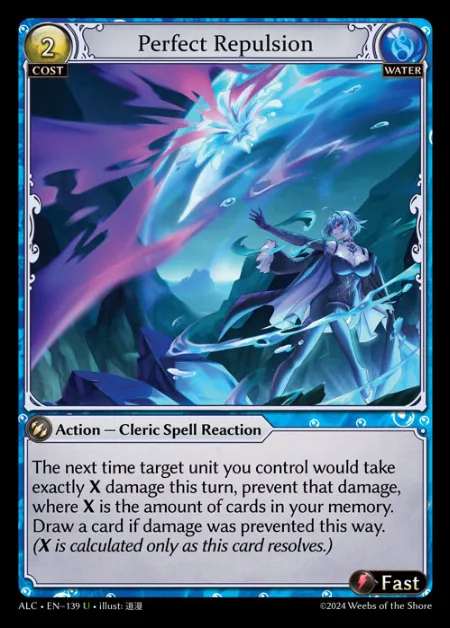 2
Perfect Repulsion
COST
WATER
Action — Cleric Spell Reaction
The next time target unit you control would take
exactly X damage this turn, prevent that damage,
where X is the amount of cards in your memory.
Draw a card if damage was prevented this way.
(X is calculated only as this card resolves.)
Fast
ALC • EN-139 U • illust: 道漫
©2024 Weebs of the Shore